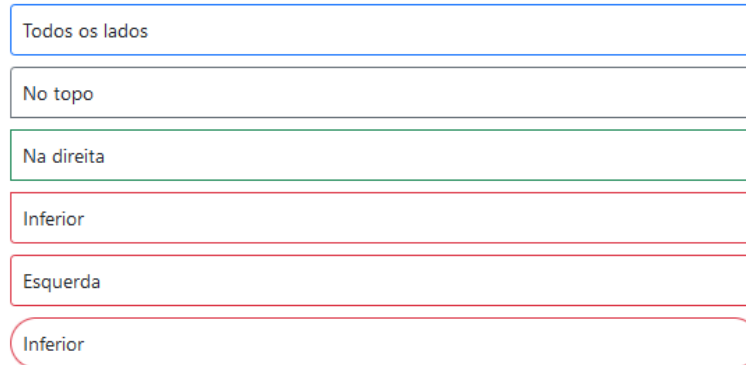 Todos os lados
No topo
Na direita
Inferior
Esquerda
Inferior